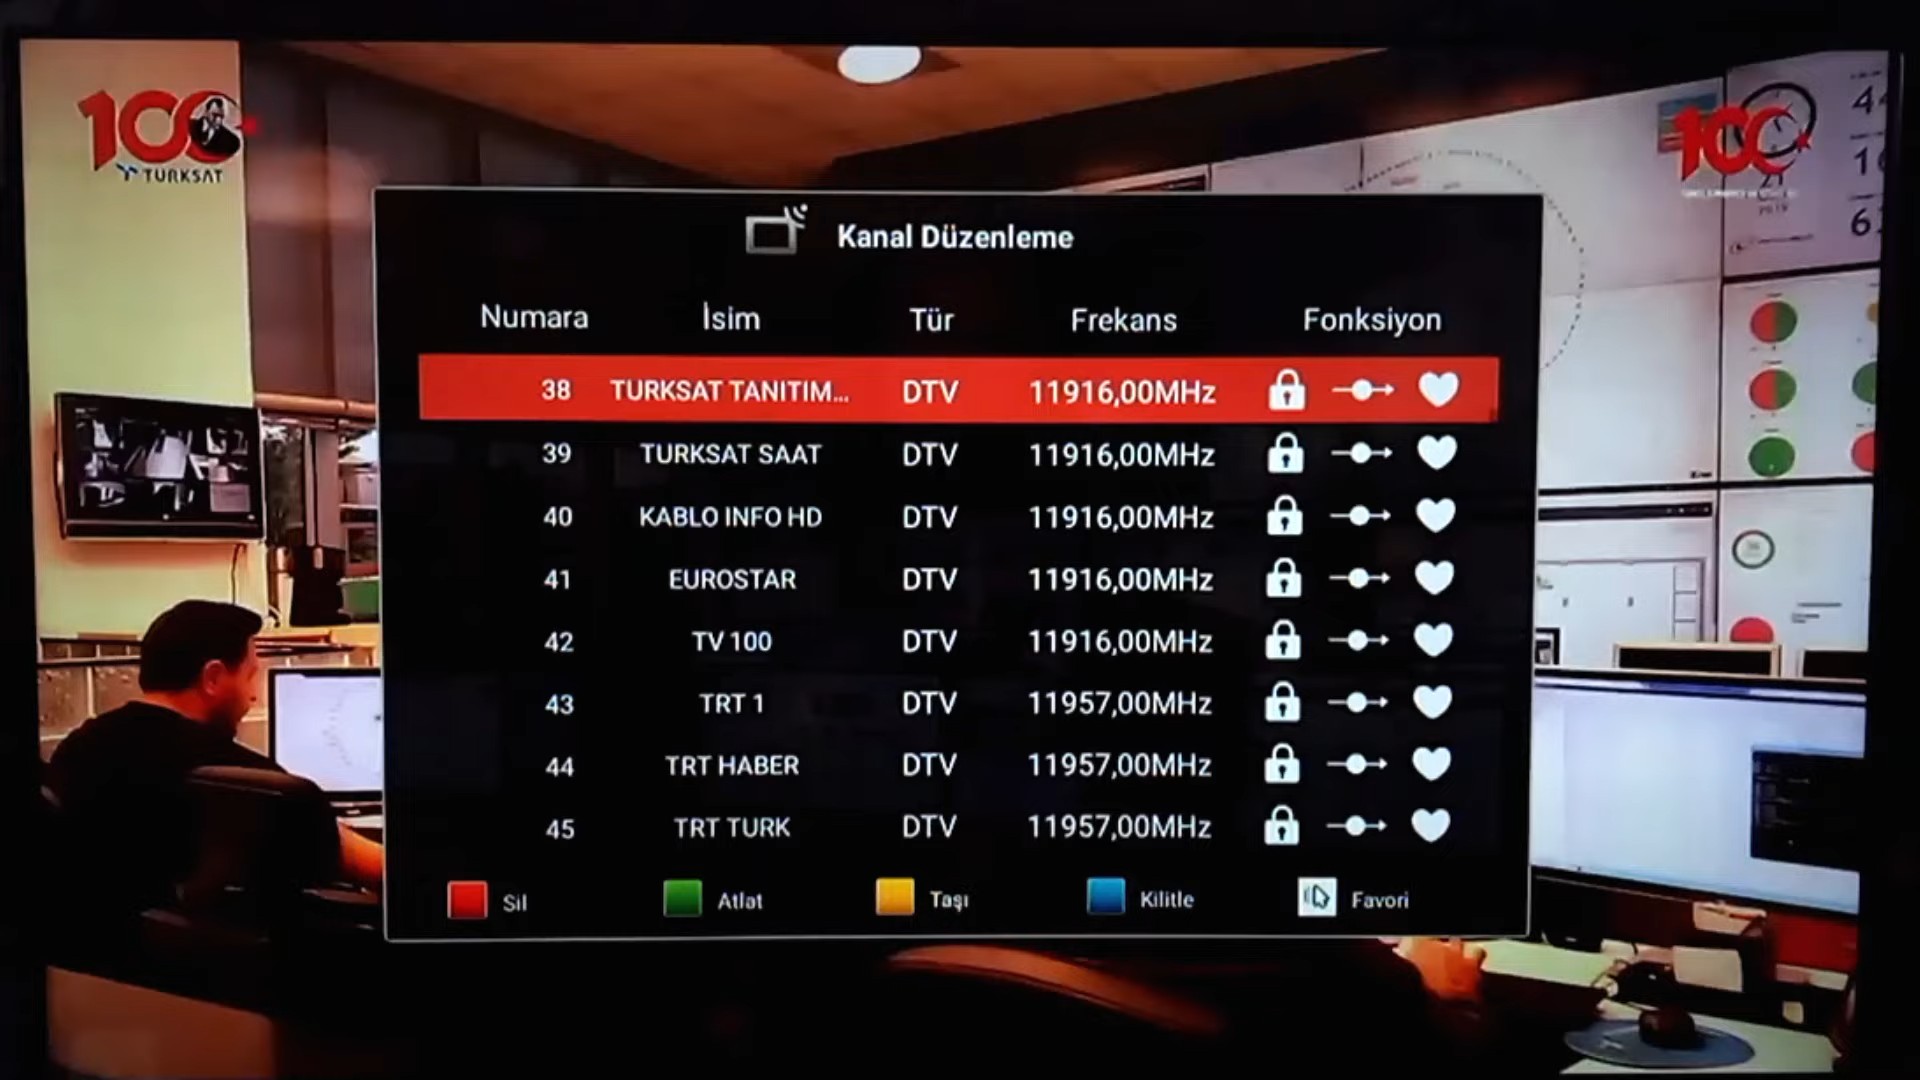 100
TURKSAT
100
Kanal Düzenleme
Numara İsim Tür Frekans Fonksiyon
38 TURKSAT TANITIM... DTV 11916,00MHz
39 TURKSAT SAAT DTV 11916,00MHz
40 KABLO INFO HD DTV 11916,00MHz
41 EUROSTAR DTV 11916,00MHz
42 TV 100 DTV 11916,00MHz
43 TRT 1 DTV 11957,00MHz
44 TRT HABER DTV 11957,00MHz
45 TRT TURK DTV 11957,00MHz
Sil Atlat Taşı Kilitle Favori